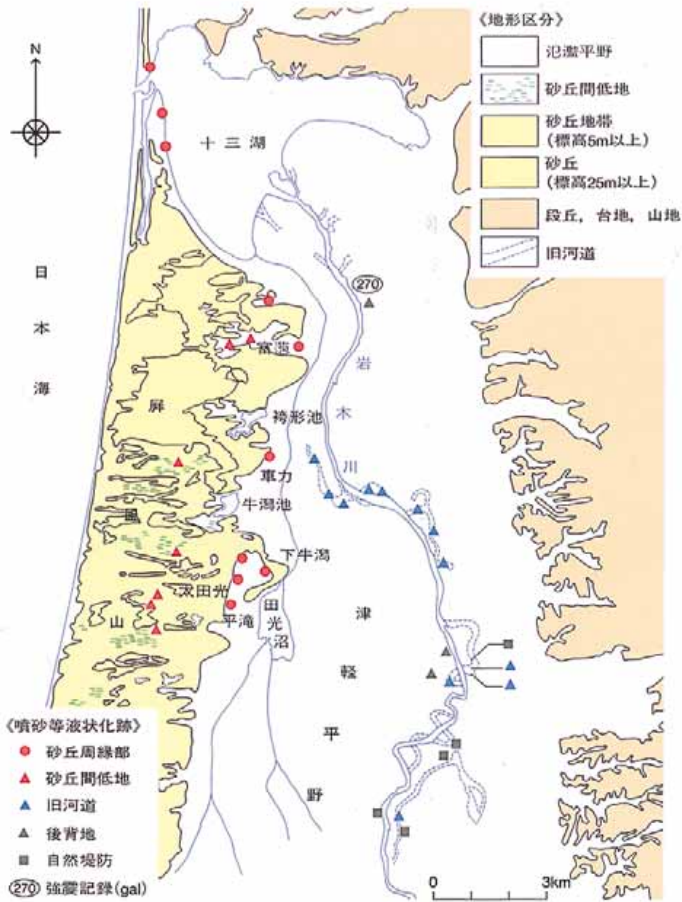 《地形区分》
氾濫平野
砂丘間低地
砂丘地帯
(標高5m以上)
砂丘
(標高25m以上)
段丘，台地，山地
旧河道
N
十三湖
日本海
270
富萢
岩木川
屏風山
袴形池
車力
牛潟池
下牛潟
太田光
平滝
田光沼
津軽平野
《噴砂等液状化跡》
砂丘周縁部
砂丘間低地
旧河道
後背地
自然堤防
270 強震記録(gal)
0 3km